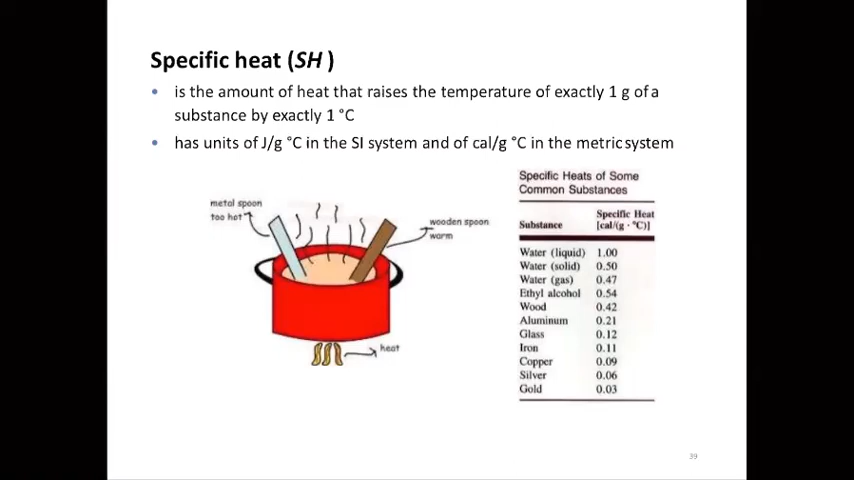 Specific heat (SH )
• is the amount of heat that raises the temperature of exactly 1 g of a
substance by exactly 1 °C
• has units of J/g °C in the SI system and of cal/g °C in the metric system
metal spoon
too hot
wooden spoon
warm
heat
Specific Heats of Some
Common Substances
Specific Heat
Substance [cal/(g · °C)]
Water (liquid) 1.00
Water (solid) 0.50
Water (gas) 0.47
Ethyl alcohol 0.54
Wood 0.42
Aluminum 0.21
Glass 0.12
Iron 0.11
Copper 0.09
Silver 0.06
Gold 0.03
39